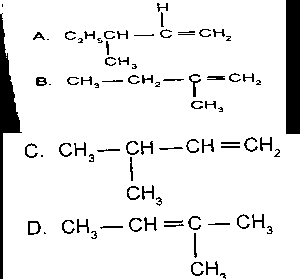 H
A. C₂H₅CH — C = CH₂
CH₃
B. CH₃ — CH₂ — C = CH₂
CH₃
C. CH₃ — CH — CH = CH₂
CH₃
D. CH₃ — CH = C — CH₃
CH₃